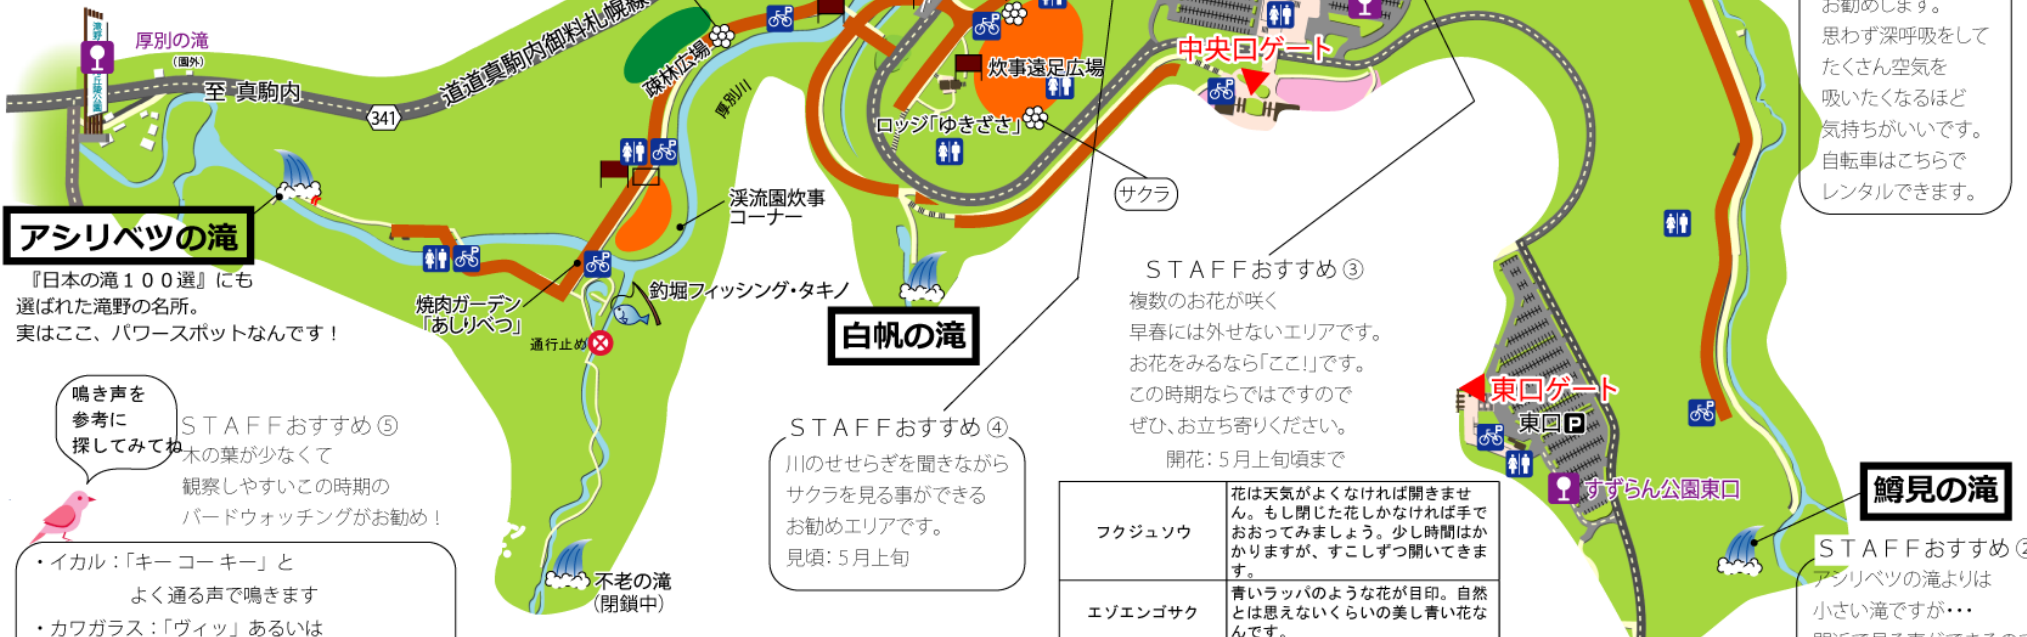 厚別の滝
(園外)
至 真駒内
341
道道真駒内御料札幌線
疎林広場
厚別川
アシリベツの滝
『日本の滝１００選』にも
選ばれた滝野の名所。
実はここ、パワースポットなんです！
焼肉ガーデン
「あしりべつ」
通行止め
釣堀フィッシング・タキノ
渓流園炊事
コーナー
炊事遠足広場
ロッジ「ゆきざさ」
サクラ
中央口ゲート
白帆の滝
不老の滝
(閉鎖中)
鳴き声を
参考に
探してみてね
ＳＴＡＦＦおすすめ⑤
木の葉が少なくて
観察しやすいこの時期の
バードウォッチングがお勧め！
・イカル：「キー コー キー」と
よく通る声で鳴きます
・カワガラス：「ヴィッ」あるいは
ＳＴＡＦＦおすすめ④
川のせせらぎを聞きながら
サクラを見る事ができる
お勧めエリアです。
見頃：５月上旬
ＳＴＡＦＦおすすめ③
複数のお花が咲く
早春には外せないエリアです。
お花をみるなら「ここ！」です。
この時期ならではですので
ぜひ、お立ち寄りください。
開花：５月上旬頃まで
フクジュソウ
花は天気がよくなければ開きませ
ん。もし閉じた花しかなければ手で
おおってみましょう。少し時間はか
かりますが、すこしずつ開いてきま
す。
エゾエンゴサク
青いラッパのような花が目印。自然
とは思えないくらいの美し青い花な
んです。
お勧めします。
思わず深呼吸をして
たくさん空気を
吸いたくなるほど
気持ちがいいです。
自転車はこちらで
レンタルできます。
東口ゲート
東口 P
すずらん公園東口
鱒見の滝
ＳＴＡＦＦおすすめ②
アシリベツの滝よりは
小さい滝ですが・・・